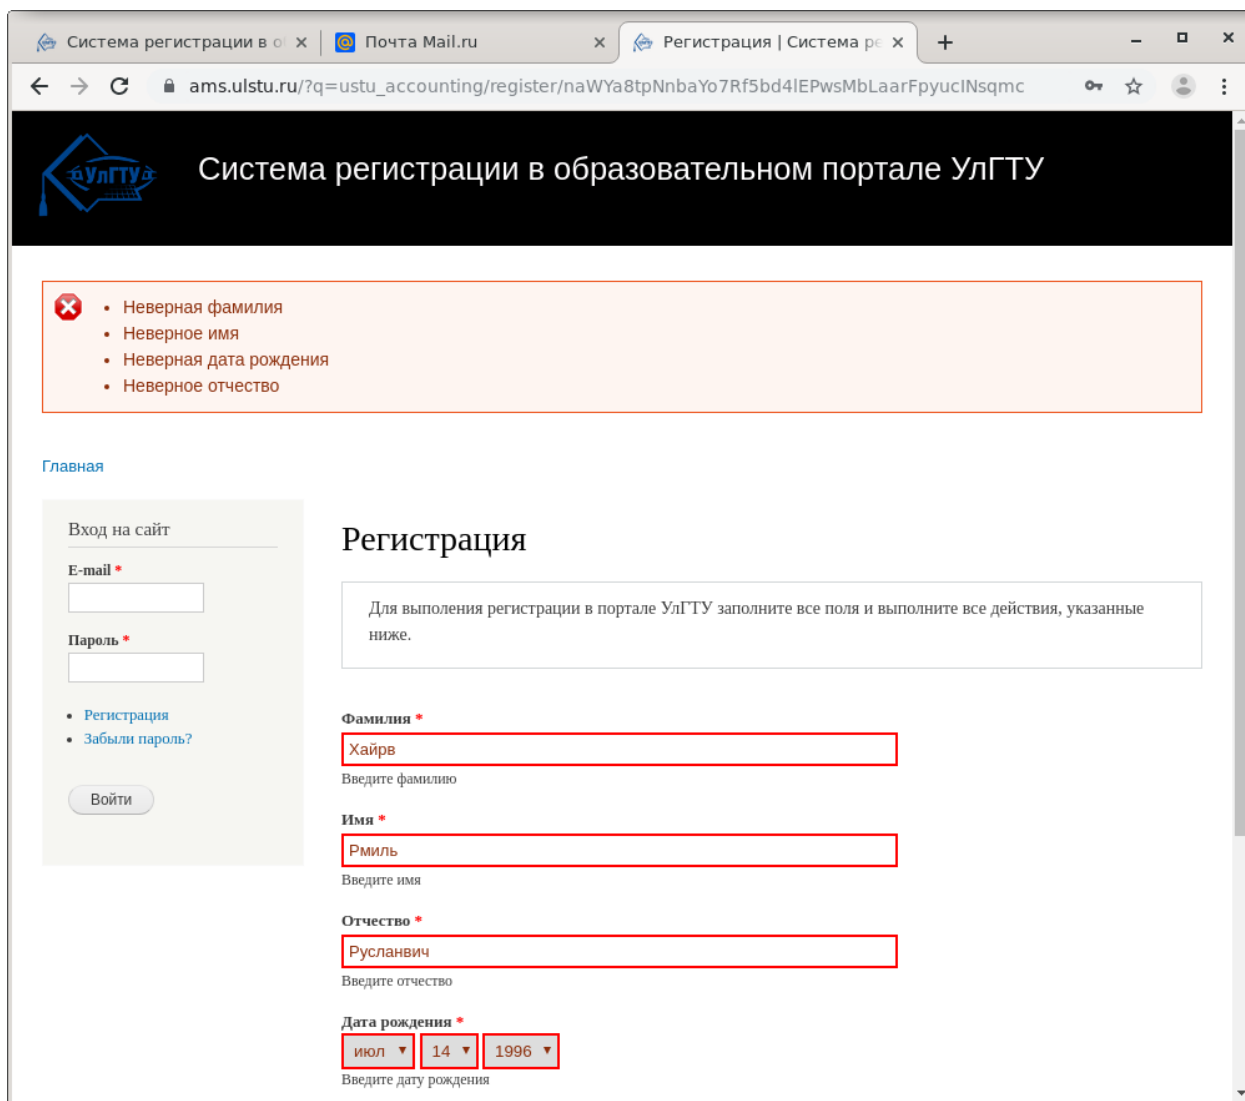 Система регистрации в об
Почта Mail.ru
Регистрация | Система ре
ams.ulstu.ru/?q=ustu_accounting/register/naWYa8tpNnbaYo7Rf5bd4lEPwsMbLaarFpyucINsqmc
УлГТУ
Система регистрации в образовательном портале УлГТУ
Неверная фамилия
Неверное имя
Неверная дата рождения
Неверное отчество
Главная
Вход на сайт
E-mail *
Пароль *
Регистрация
Забыли пароль?
Войти
Регистрация
Для выполения регистрации в портале УлГТУ заполните все поля и выполните все действия, указанные
ниже.
Фамилия *
Хайрв
Введите фамилию
Имя *
Рмиль
Введите имя
Отчество *
Русланвич
Введите отчество
Дата рождения *
июл 14 1996
Введите дату рождения